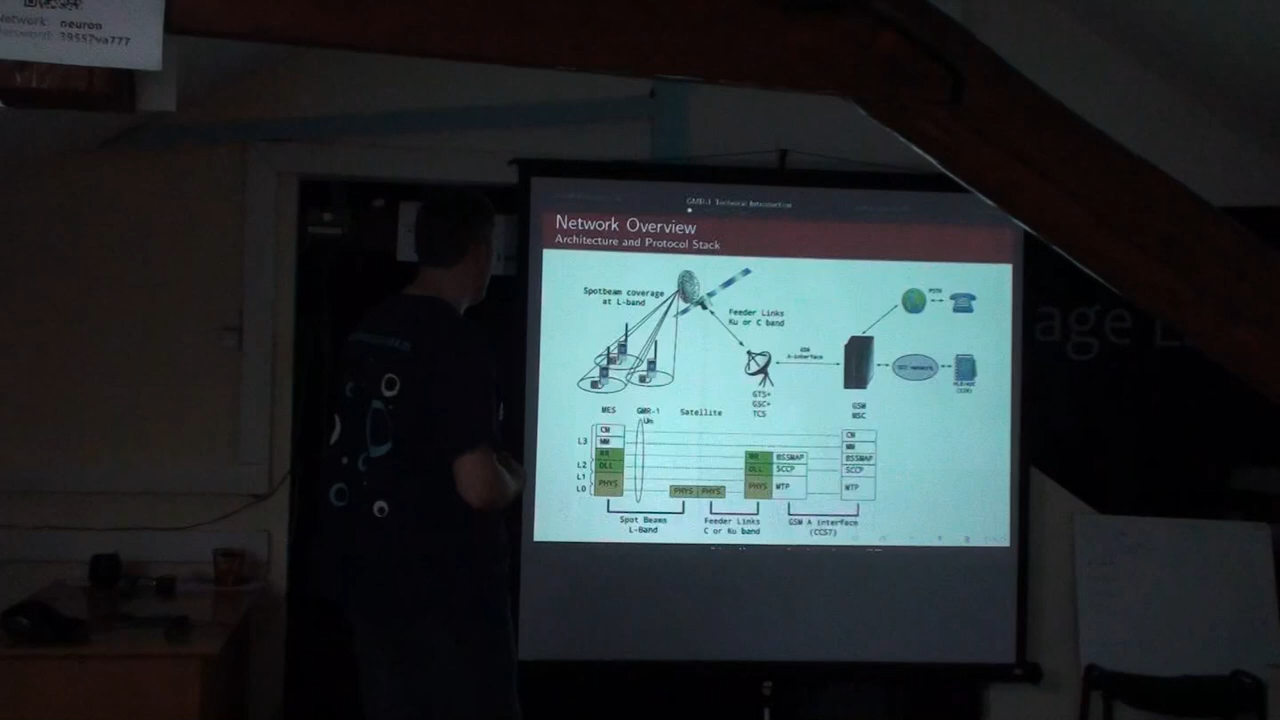 Network: neuron
GMR-1 Technical Introduction
Network Overview
Architecture and Protocol Stack
Spotbeam coverage
at L-band
Feeder Links
Ku or C band
PSTN
GSM
A-interface
GTS+
GSC+
TCS
GSM
MSC
MES
GMR-1
Um
Satellite
L3
L2
L1
L0
CM
MM
RR
DLL
PHYS
PHYS PHYS
RR
DLL
PHYS
BSSMAP
SCCP
MTP
CM
MM
BSSMAP
SCCP
MTP
Spot Beams
L-Band
Feeder Links
C or Ku band
GSM A interface
(CCS7)
age